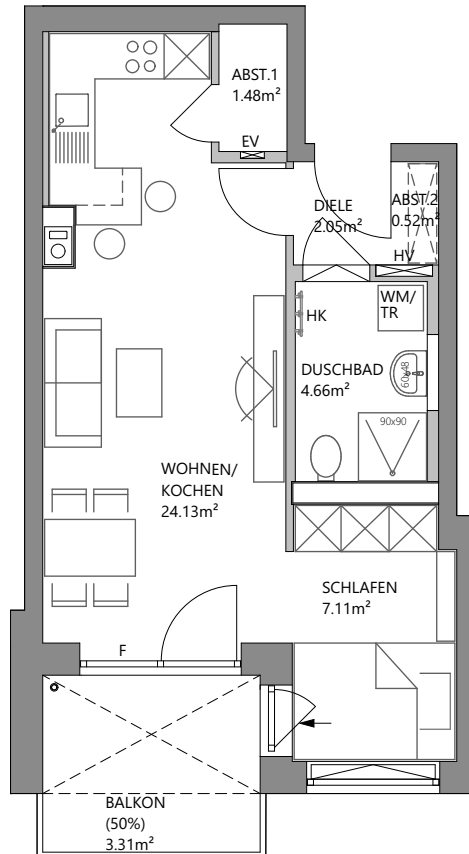 ABST.1
1.48m²
EV
DIELE
2.05m²
ABST.2
0.52m²
HV
HK
WM/
TR
DUSCHBAD
4.66m²
60x48
90x90
WOHNEN/
KOCHEN
24.13m²
SCHLAFEN
7.11m²
F
BALKON
(50%)
3.31m²